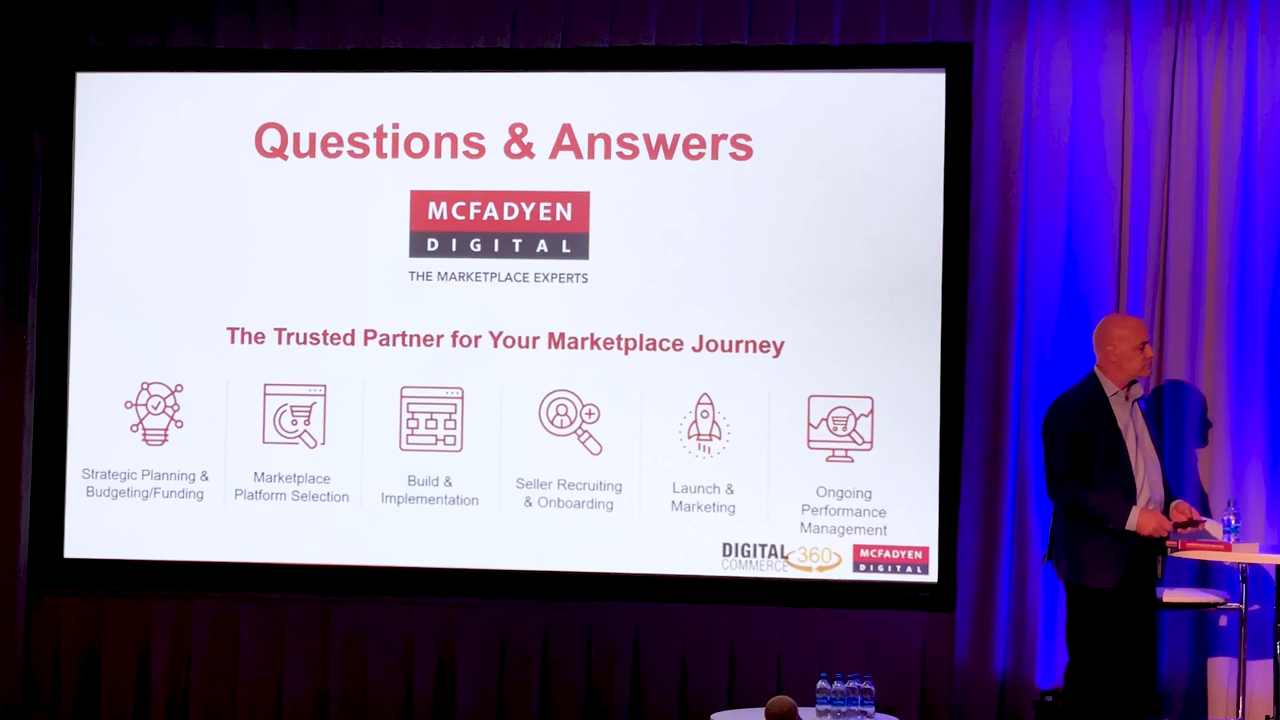 Questions & Answers
MCFADYEN
DIGITAL
THE MARKETPLACE EXPERTS
The Trusted Partner for Your Marketplace Journey
Strategic Planning &
Budgeting/Funding
Marketplace
Platform Selection
Build &
Implementation
Seller Recruiting
& Onboarding
Launch &
Marketing
Ongoing
Performance
Management
DIGITAL
COMMERCE 360
MCFADYEN
DIGITAL